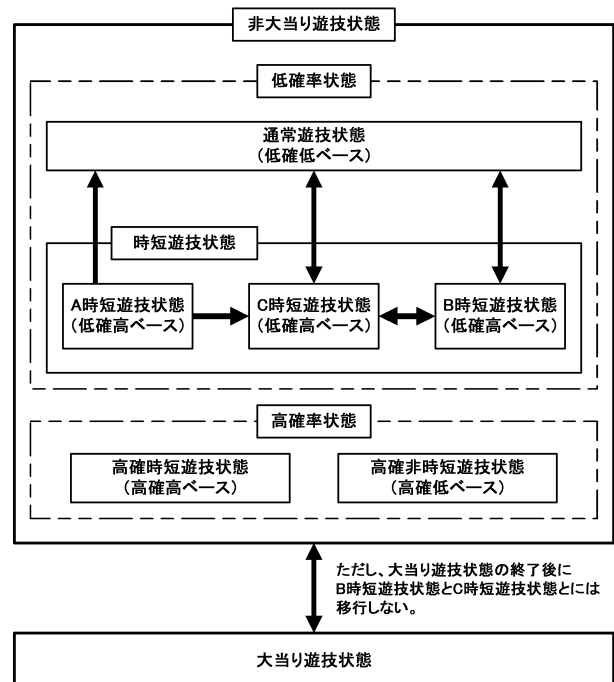 非大当り遊技状態
低確率状態
通常遊技状態
(低確低ベース)
時短遊技状態
A時短遊技状態
(低確高ベース)
C時短遊技状態
(低確高ベース)
B時短遊技状態
(低確高ベース)
高確率状態
高確時短遊技状態
(高確高ベース)
高確非時短遊技状態
(高確低ベース)
ただし、大当り遊技状態の終了後に
B時短遊技状態とC時短遊技状態とには
移行しない。
大当り遊技状態